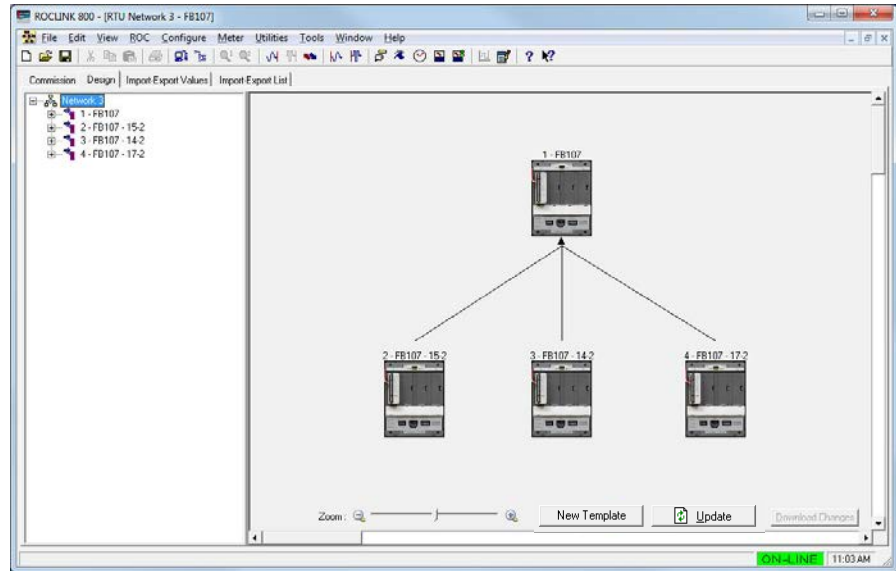 ROCLINK 800 - [RTU Network 3 - FB107]
File Edit View ROC Configure Meter Utilities Tools Window Help
Commission Design Import-Export Values Import-Export List
Network 3
1 - FB107
2 - FB107 - 15-2
3 - FB107 - 14-2
4 - FB107 - 17-2
1 - FB107
2 - FB107 - 15-2 3 - FB107 - 14-2 4 - FB107 - 17-2
Zoom: New Template Update Download Changes
ON-LINE 11:03 AM